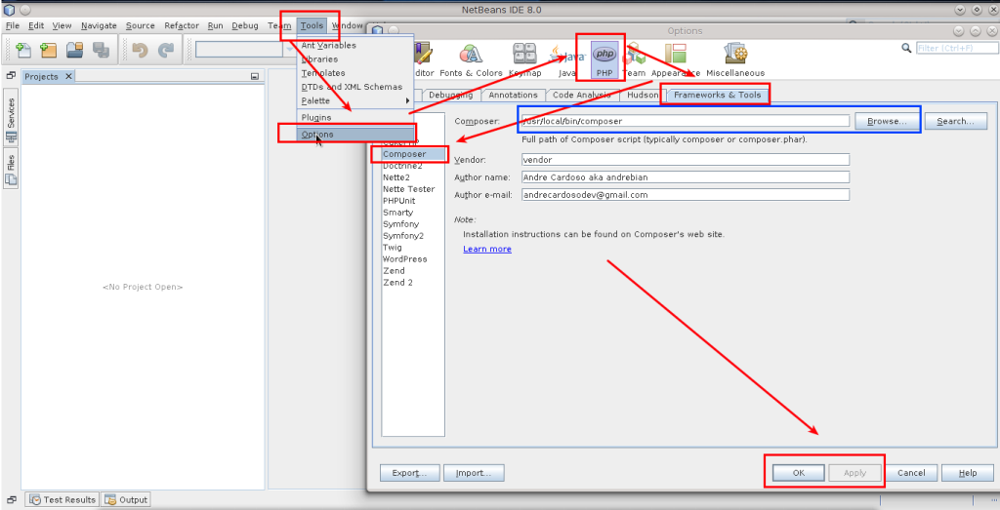 NetBeans IDE 8.0
File Edit View Navigate Source Refactor Run Debug Team Tools Window
Options
Ant Variables
Libraries
Templates
DTDs and XML Schemas
Palette
Plugins
Options
Fonts & Colors Keymap Java PHP Team Appearance Miscellaneous
Filter (Ctrl+F)
Projects
Services
Files
<No Project Open>
Debugging Annotations Code Analysis Hudson Frameworks & Tools
Composer
Doctrine2
Nette2
Nette Tester
PHPUnit
Smarty
Symfony
Symfony2
Twig
WordPress
Zend
Zend 2
Composer: /usr/local/bin/composer Browse... Search...
Full path of Composer script (typically composer or composer.phar).
Vendor: vendor
Author name: Andre Cardoso aka andrebian
Author e-mail: andrecardosodev@gmail.com
Note:
Installation instructions can be found on Composer's web site.
Learn more
Export... Import... OK Apply Cancel Help
Test Results Output